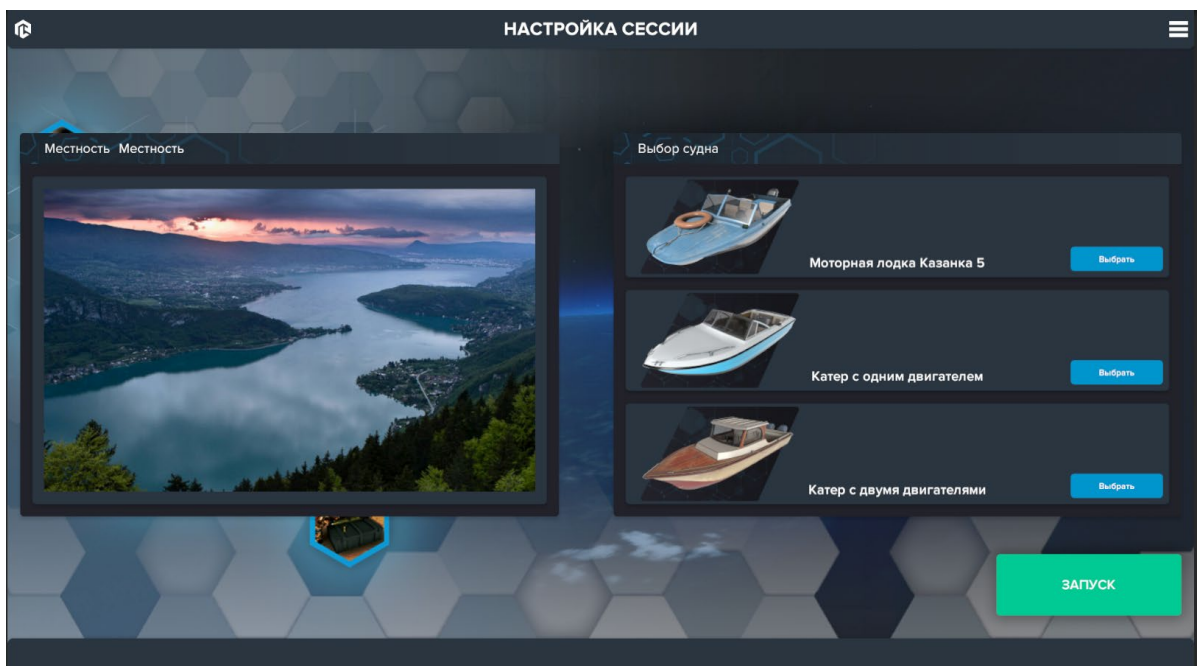 НАСТРОЙКА СЕССИИ
Местность Местность
Выбор судна
Моторная лодка Казанка 5
Выбрать
Катер с одним двигателем
Выбрать
Катер с двумя двигателями
Выбрать
ЗАПУСК